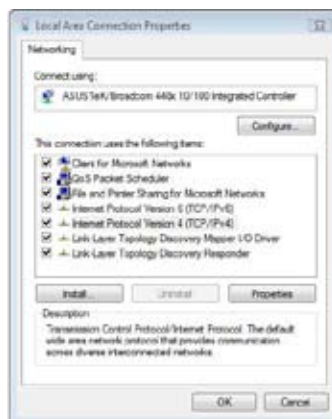 Local Area Connection Properties
Networking
Connect using:
ASUSTeK/Broadcom 440x 10/100 Integrated Controller
Configure...
This connection uses the following items:
Client for Microsoft Networks
QoS Packet Scheduler
File and Printer Sharing for Microsoft Networks
Internet Protocol Version 6 (TCP/IPv6)
Internet Protocol Version 4 (TCP/IPv4)
Link-Layer Topology Discovery Mapper I/O Driver
Link-Layer Topology Discovery Responder
Install...
Uninstall
Properties
Description
Transmission Control Protocol/Internet Protocol. The default
wide area network protocol that provides communication
across diverse interconnected networks.
OK
Cancel